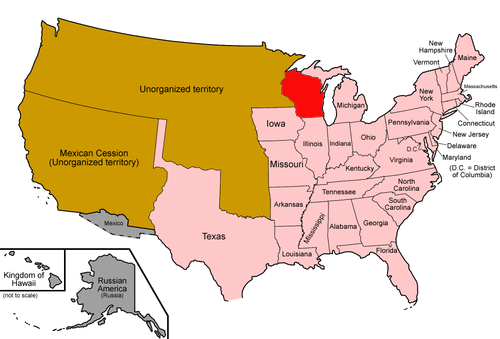 New
Hampshire
Vermont
Maine
Massachusetts
New
York
Rhode
Island
Connecticut
New Jersey
Delaware
Maryland
(D.C. = District
of Columbia)
Unorganized territory
Michigan
Pennsylvania
Iowa
Illinois
Indiana
Ohio
D.C.
Mexican Cession
(Unorganized territory)
Missouri
Kentucky
Virginia
Tennessee
North
Carolina
South
Carolina
Arkansas
Mississippi
Alabama
Georgia
Mexico
Texas
Louisiana
Florida
Kingdom of
Hawaii
(not to scale)
Russian
America
(Russia)